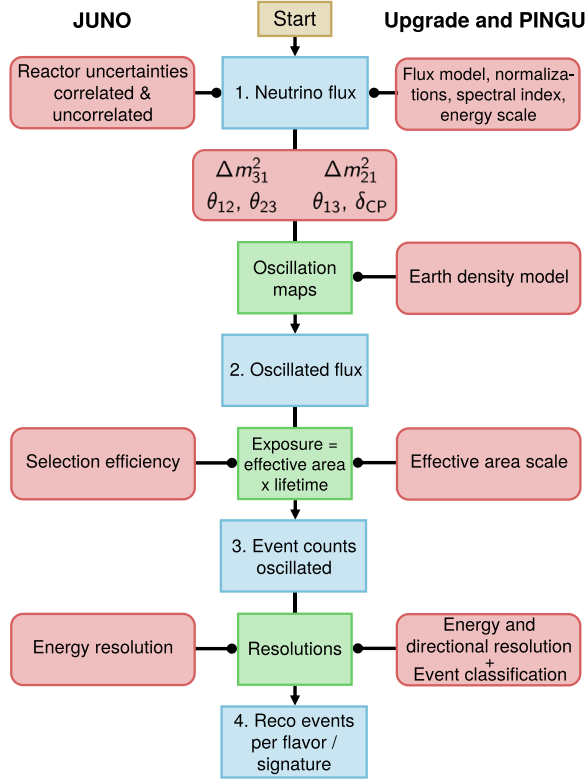 JUNO
Start
Upgrade and PINGU
Reactor uncertainties
correlated &
uncorrelated
1. Neutrino flux
Flux model, normaliza-
tions, spectral index,
energy scale
Δm²₃₁ Δm²₂₁
θ₁₂, θ₂₃ θ₁₃, δ_CP
Oscillation
maps
Earth density model
2. Oscillated flux
Selection efficiency
Exposure =
effective area
x lifetime
Effective area scale
3. Event counts
oscillated
Energy resolution
Resolutions
Energy and
directional resolution
+
Event classification
4. Reco events
per flavor /
signature